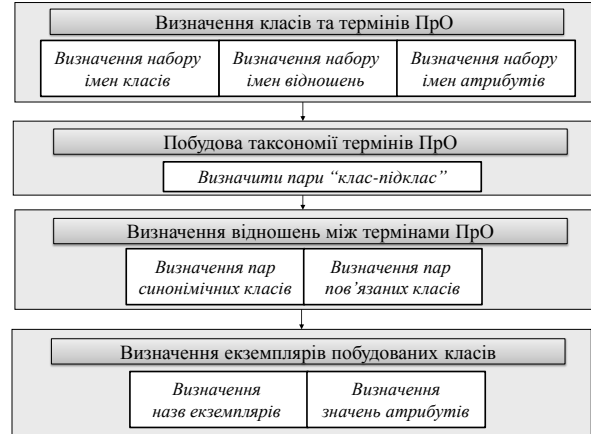 Визначення класів та термінів ПрО
Визначення набору
імен класів
Визначення набору
імен відношень
Визначення набору
імен атрибутів
Побудова таксономії термінів ПрО
Визначити пари “клас-підклас”
Визначення відношень між термінами ПрО
Визначення пар
синонімічних класів
Визначення пар
пов’язаних класів
Визначення екземплярів побудованих класів
Визначення
назв екземплярів
Визначення
значень атрибутів